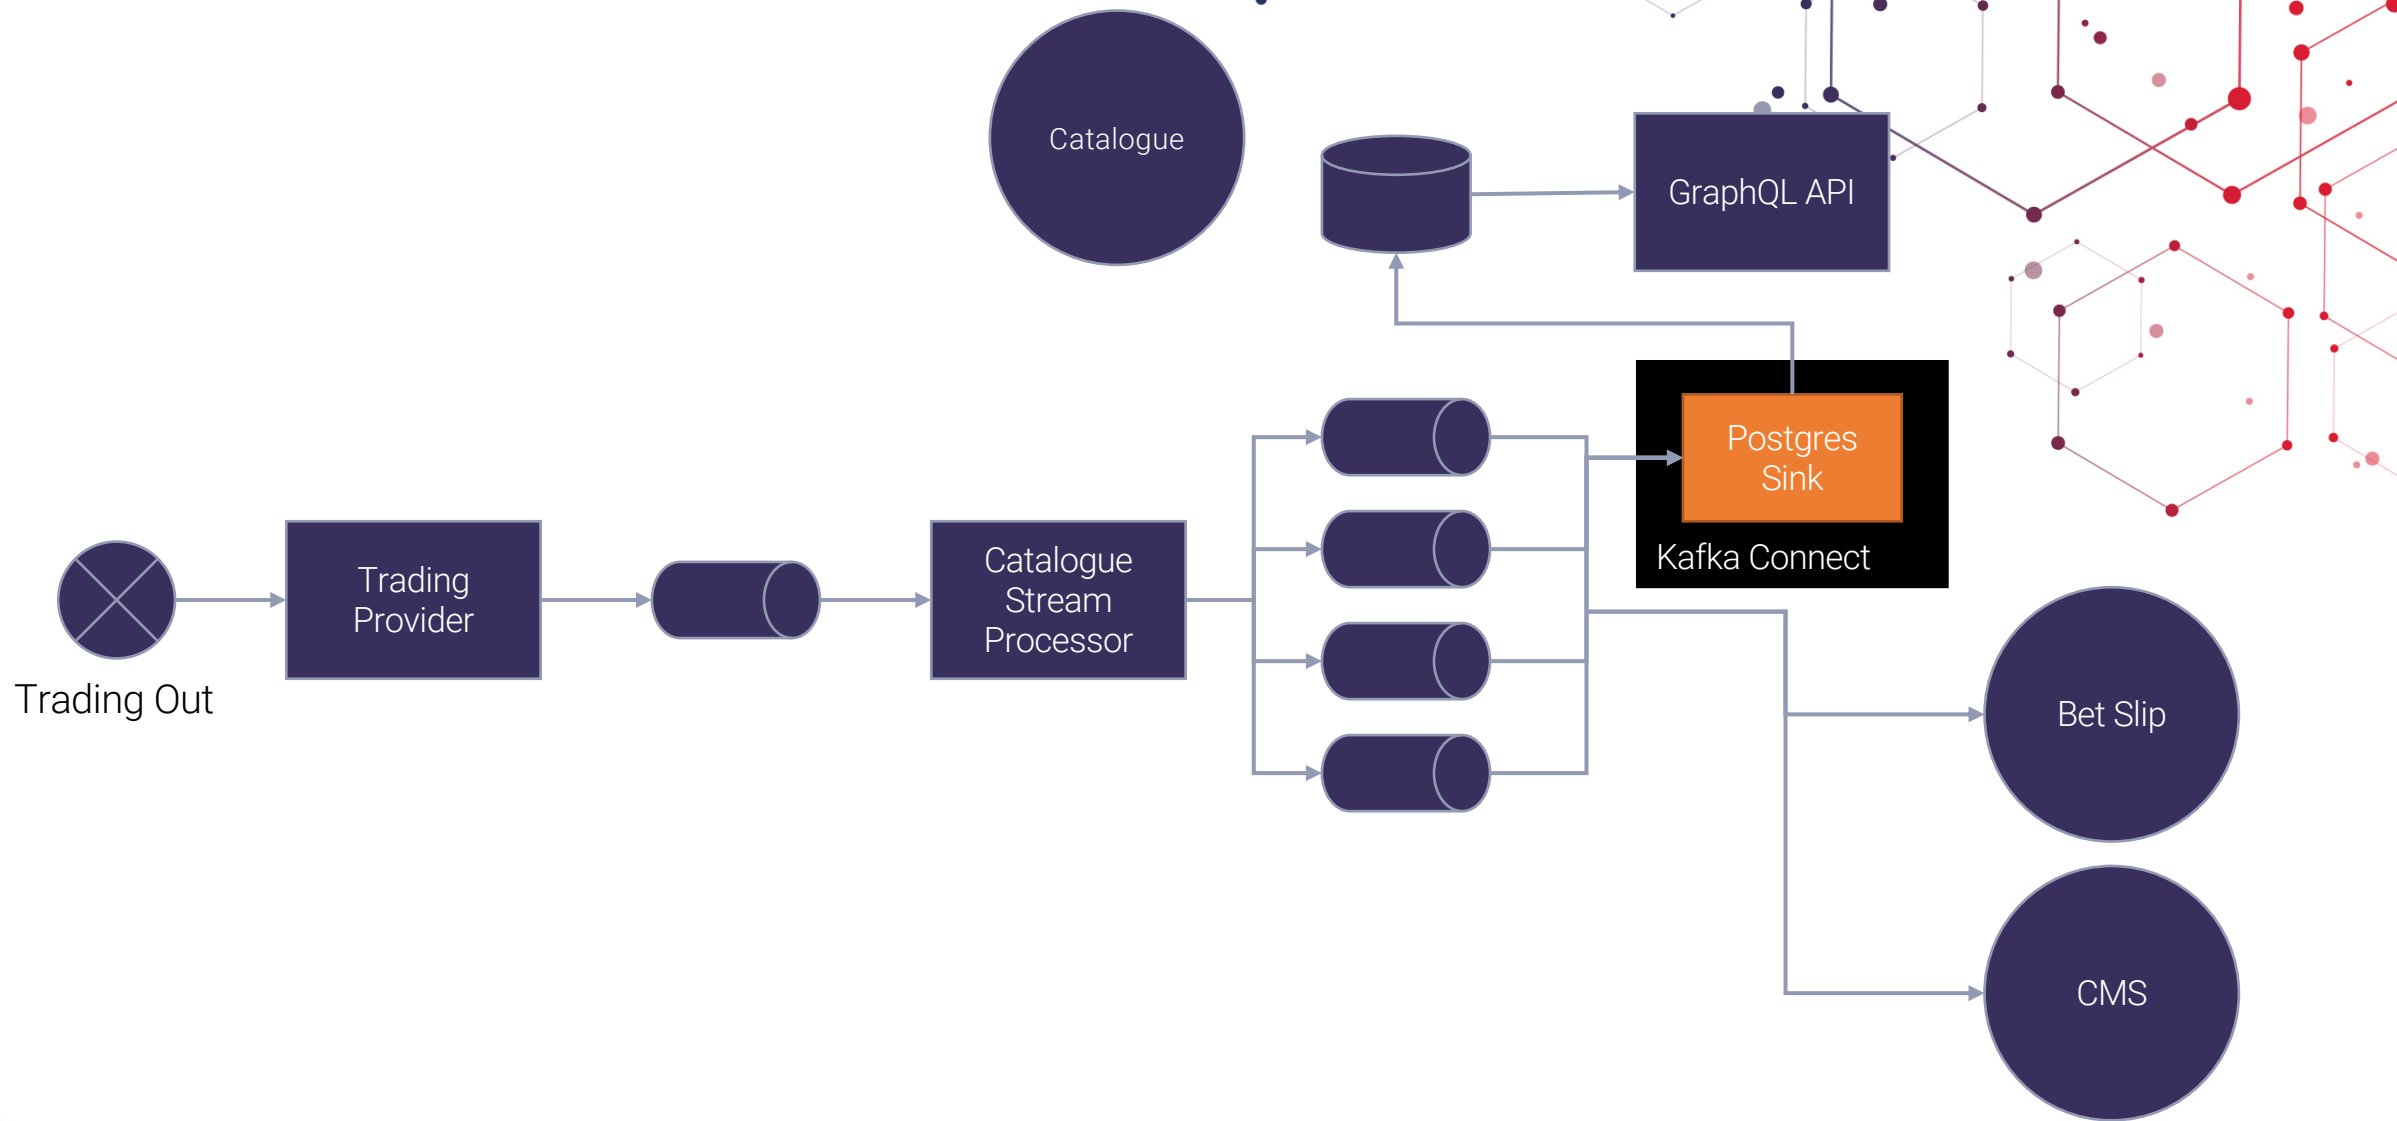 Catalogue
GraphQL API
Postgres
Sink
Kafka Connect
Trading
Provider
Catalogue
Stream
Processor
Trading Out
Bet Slip
CMS